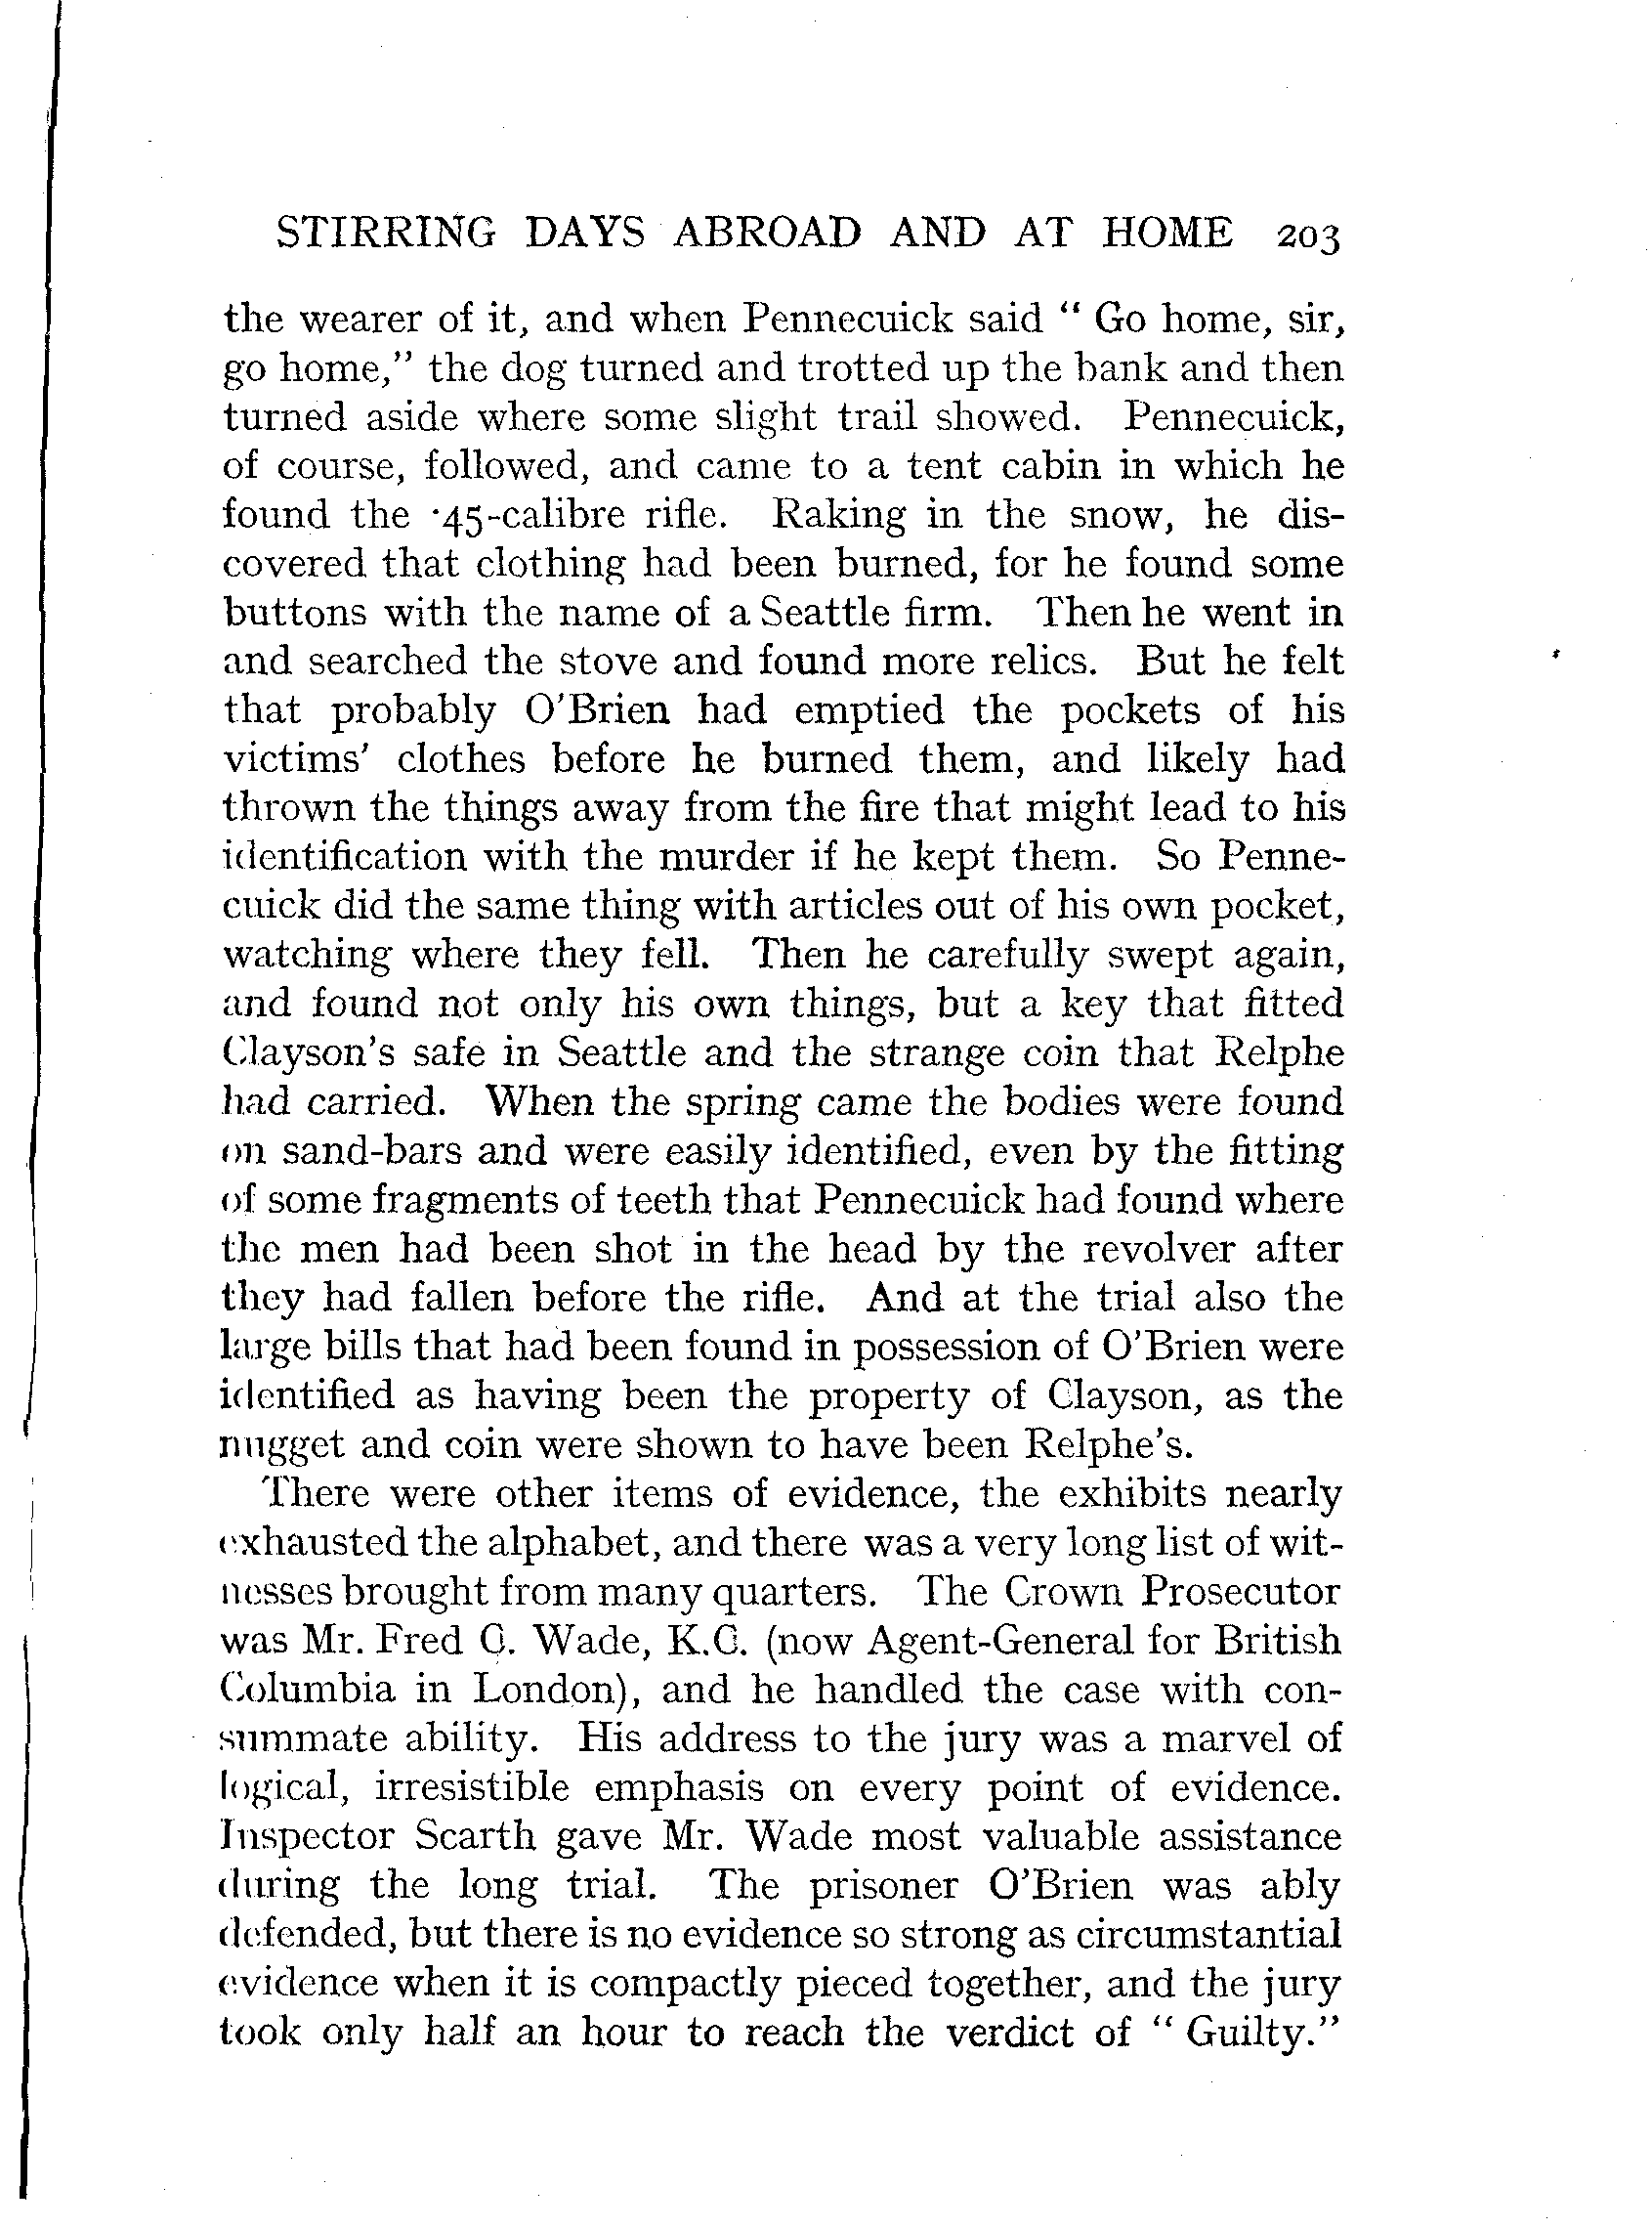 STIRRING DAYS ABROAD AND AT HOME 203
the wearer of it, and when Pennecuick said “ Go home, sir,
go home,” the dog turned and trotted up the bank and then
turned aside where some slight trail showed. Pennecuick,
of course, followed, and came to a tent cabin in which he
found the ·45-calibre rifle. Raking in the snow, he dis-
covered that clothing had been burned, for he found some
buttons with the name of a Seattle firm. Then he went in
and searched the stove and found more relics. But he felt
that probably O’Brien had emptied the pockets of his
victims’ clothes before he burned them, and likely had
thrown the things away from the fire that might lead to his
identification with the murder if he kept them. So Penne-
cuick did the same thing with articles out of his own pocket,
watching where they fell. Then he carefully swept again,
and found not only his own things, but a key that fitted
Clayson’s safe in Seattle and the strange coin that Relphe
had carried. When the spring came the bodies were found
on sand-bars and were easily identified, even by the fitting
of some fragments of teeth that Pennecuick had found where
the men had been shot in the head by the revolver after
they had fallen before the rifle. And at the trial also the
large bills that had been found in possession of O’Brien were
identified as having been the property of Clayson, as the
nugget and coin were shown to have been Relphe’s.
There were other items of evidence, the exhibits nearly
exhausted the alphabet, and there was a very long list of wit-
nesses brought from many quarters. The Crown Prosecutor
was Mr. Fred C. Wade, K.C. (now Agent-General for British
Columbia in London), and he handled the case with con-
summate ability. His address to the jury was a marvel of
logical, irresistible emphasis on every point of evidence.
Inspector Scarth gave Mr. Wade most valuable assistance
during the long trial. The prisoner O’Brien was ably
defended, but there is no evidence so strong as circumstantial
evidence when it is compactly pieced together, and the jury
took only half an hour to reach the verdict of “ Guilty.”